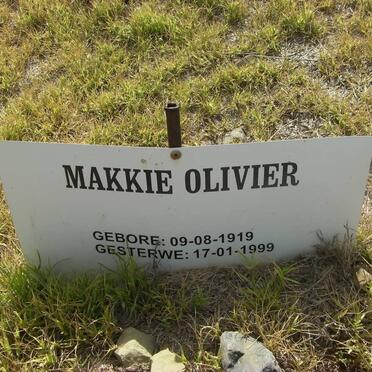 MAKKIE OLIVIER
GEBORE: 09-08-1919
GESTERWE: 17-01-1999